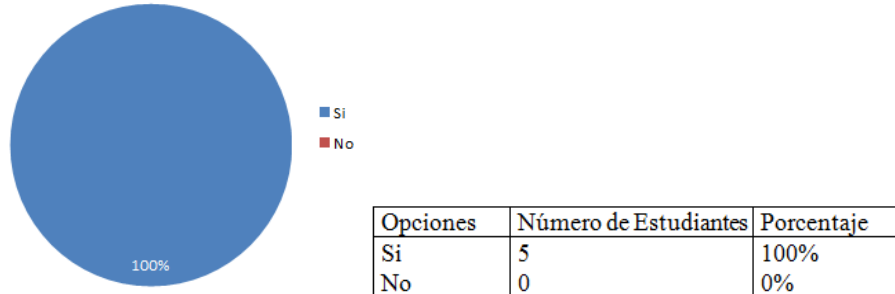 Si
No
100%
Opciones Número de Estudiantes Porcentaje
Si 5 100%
No 0 0%